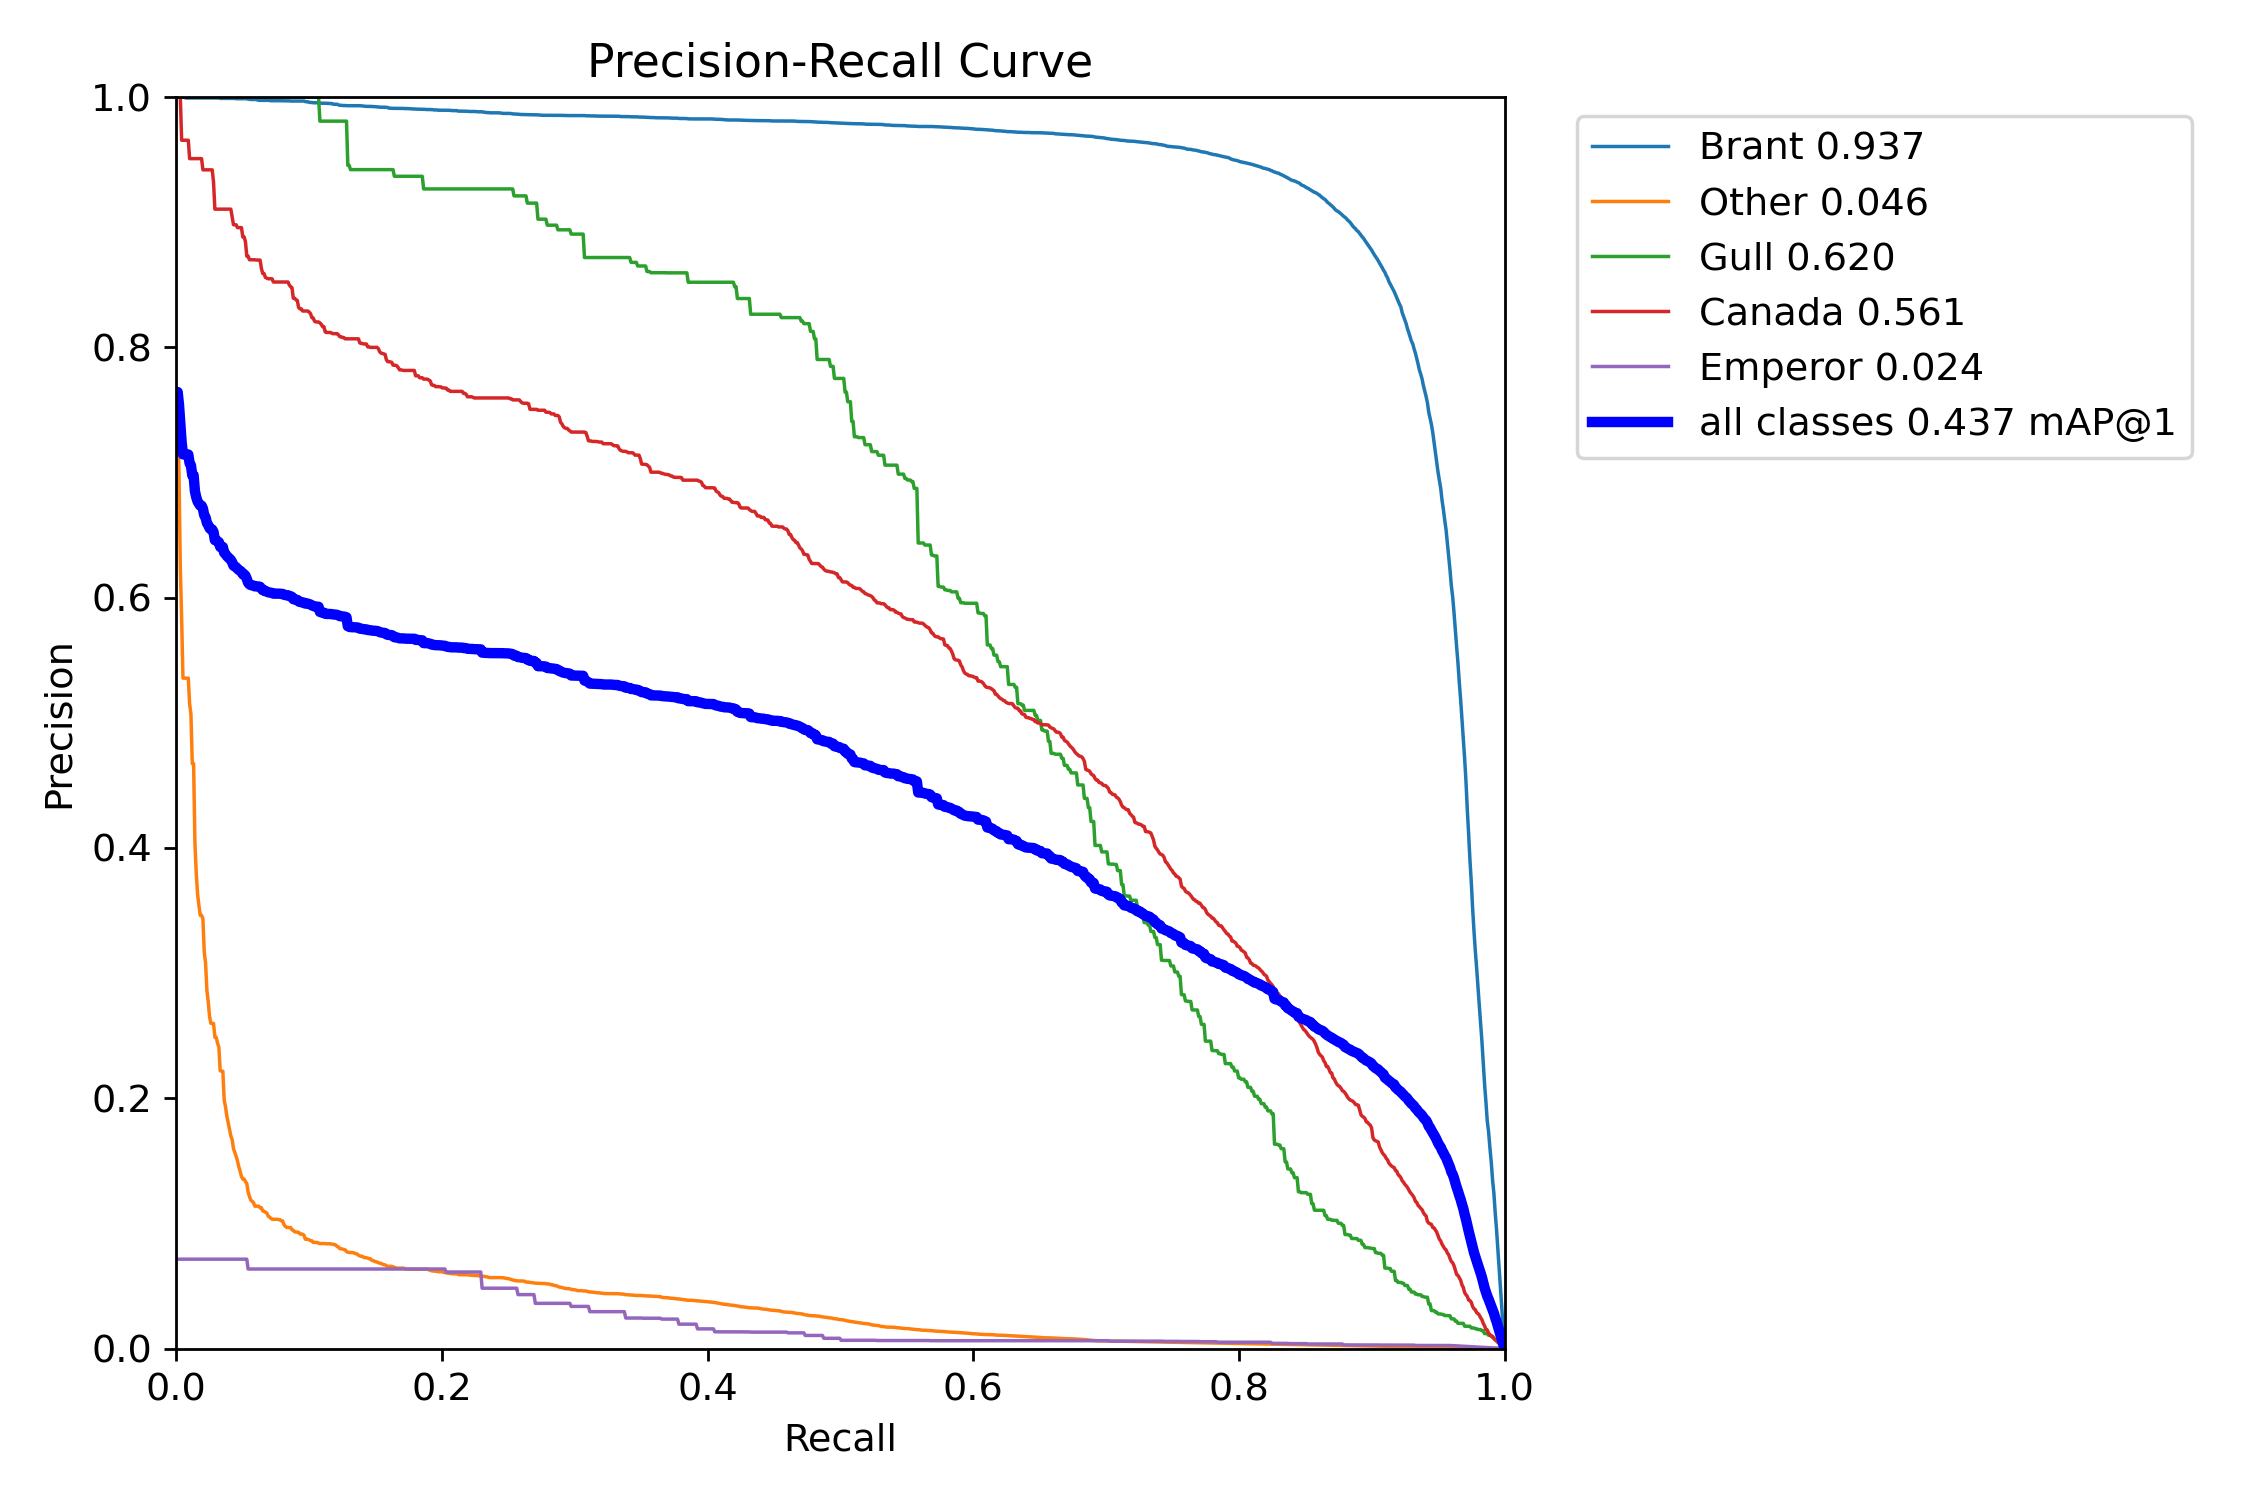 Precision-Recall Curve
1.0
0.8
0.6
0.4
0.2
0.0
Precision
0.0 0.2 0.4 0.6 0.8 1.0
Recall
Brant 0.937
Other 0.046
Gull 0.620
Canada 0.561
Emperor 0.024
all classes 0.437 mAP@1